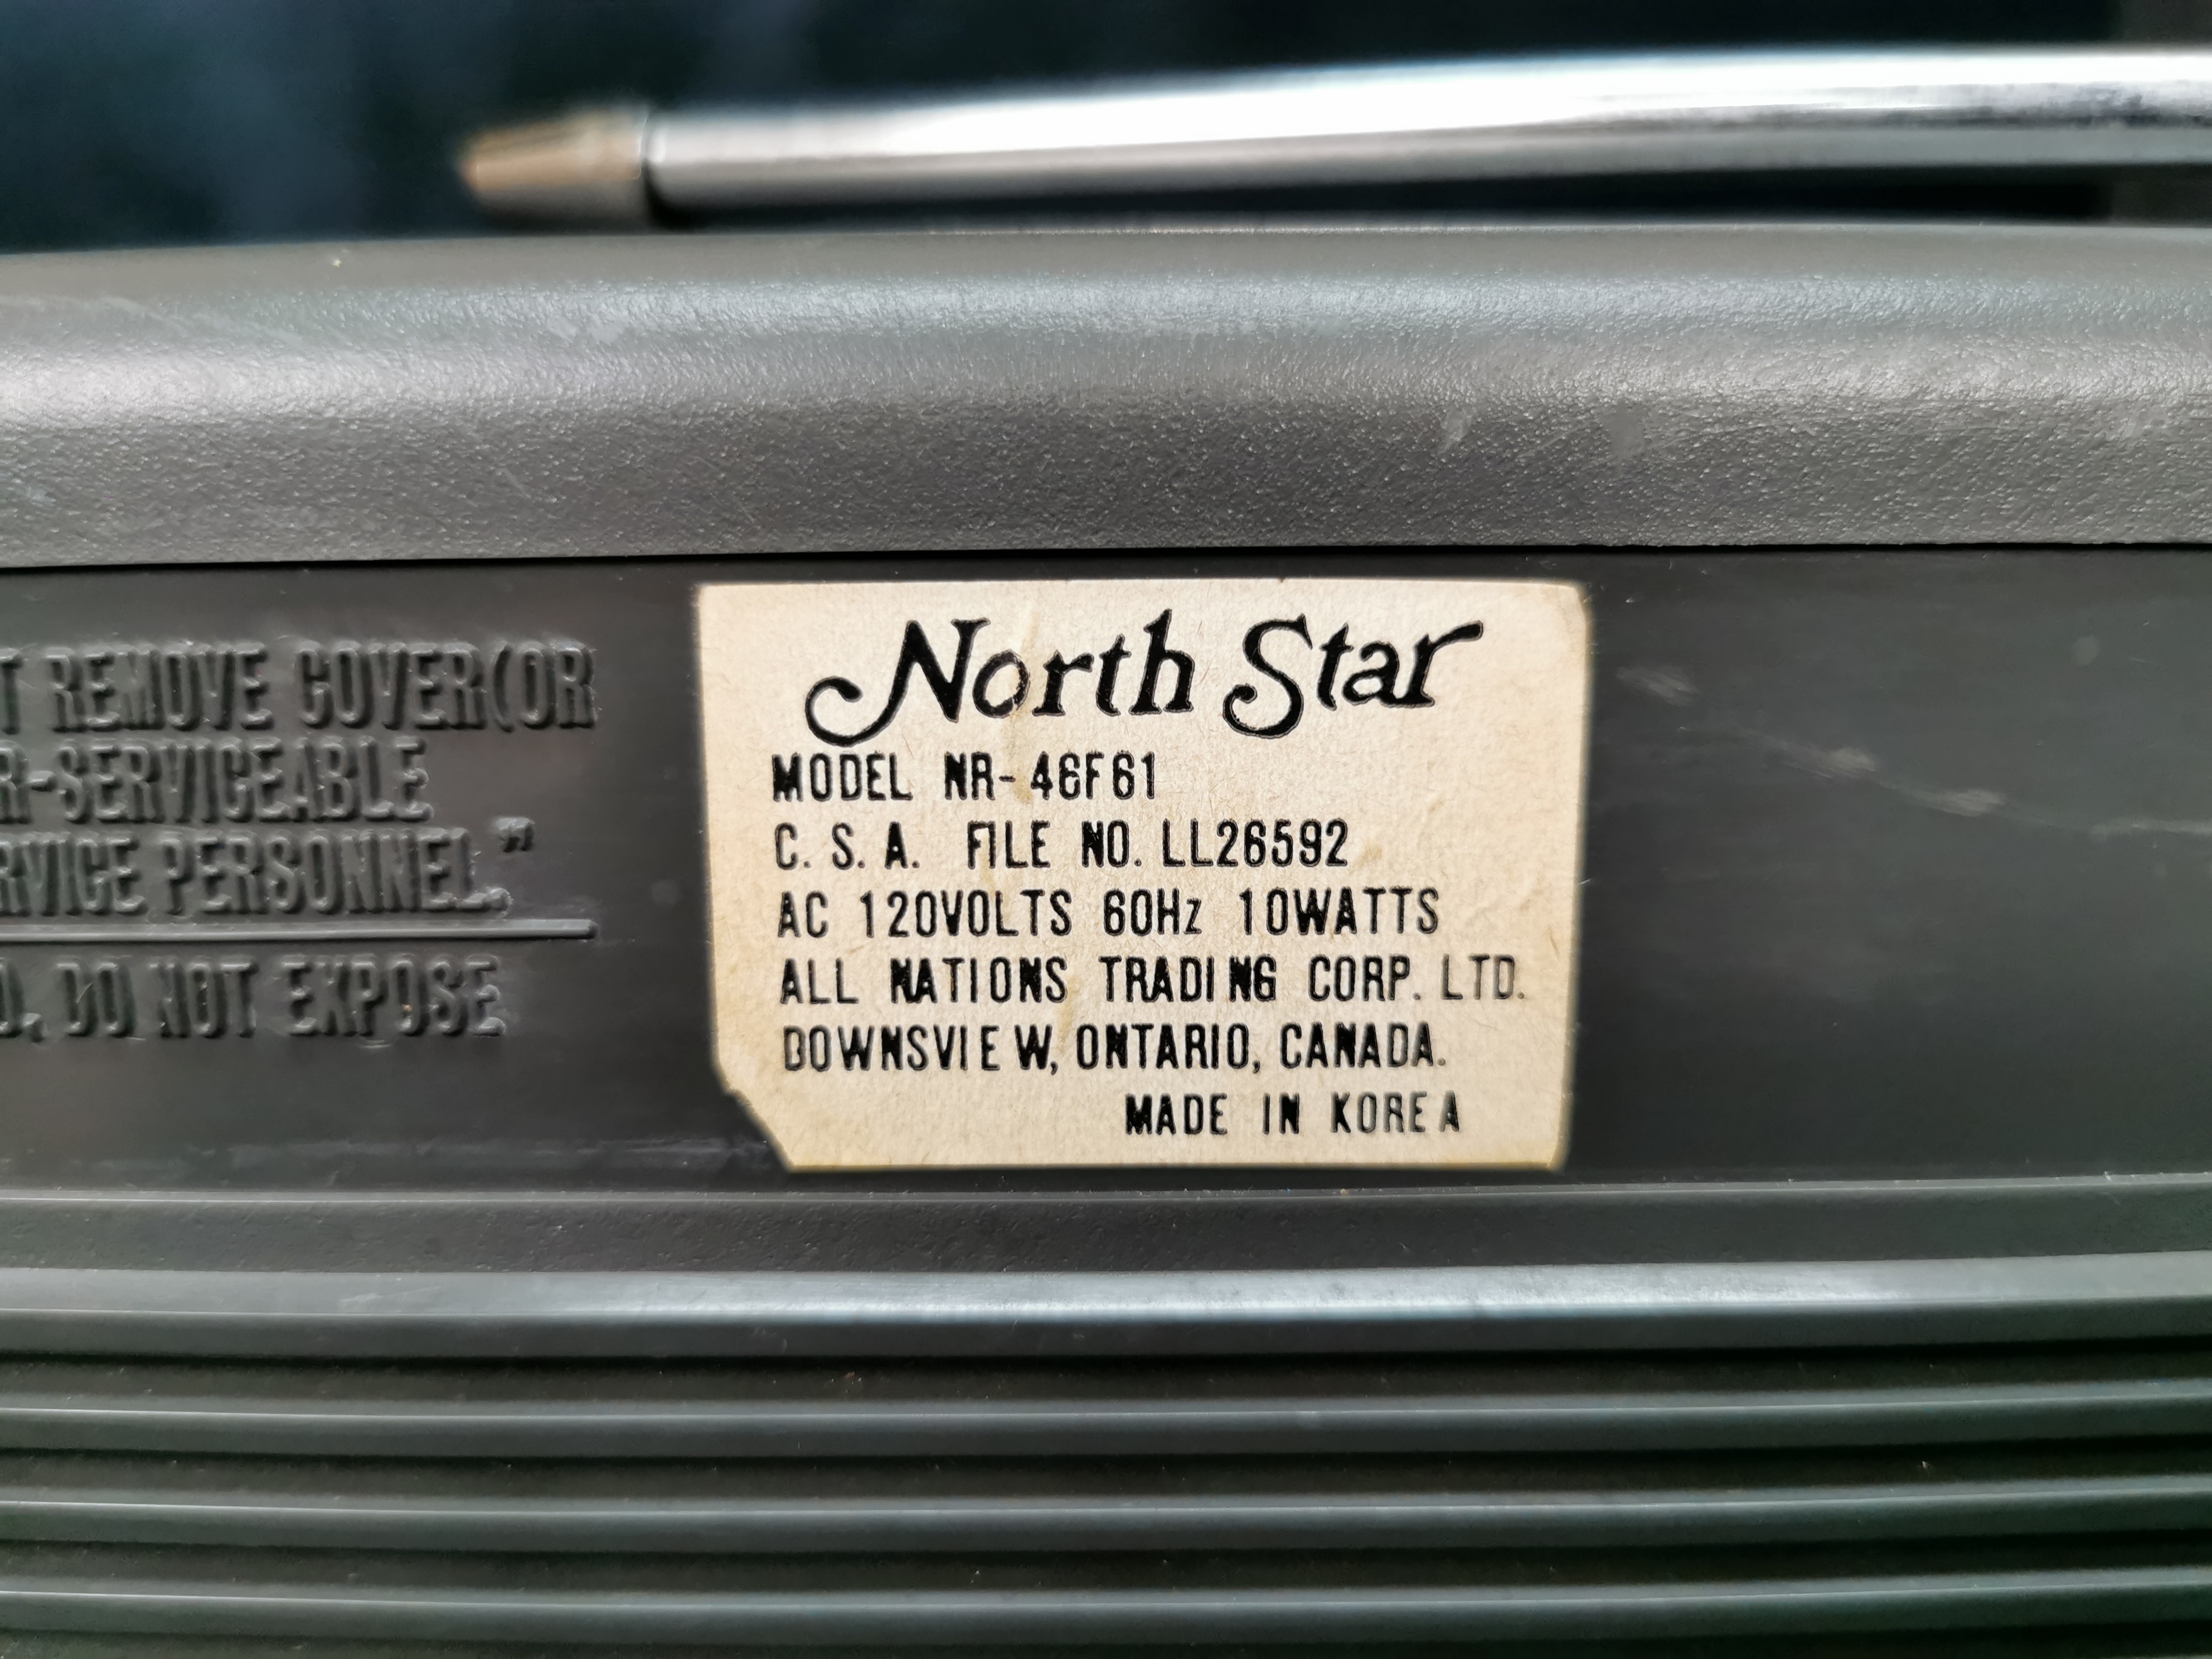 T REMOVE COVER(OR
R-SERVICEABLE
RVICE PERSONNEL."
D, DO NOT EXPOSE
North Star
MODEL NR-46F61
C. S. A. FILE NO. LL26592
AC 120VOLTS 60Hz 10WATTS
ALL NATIONS TRADING CORP. LTD.
DOWNSVIEW, ONTARIO, CANADA.
MADE IN KOREA